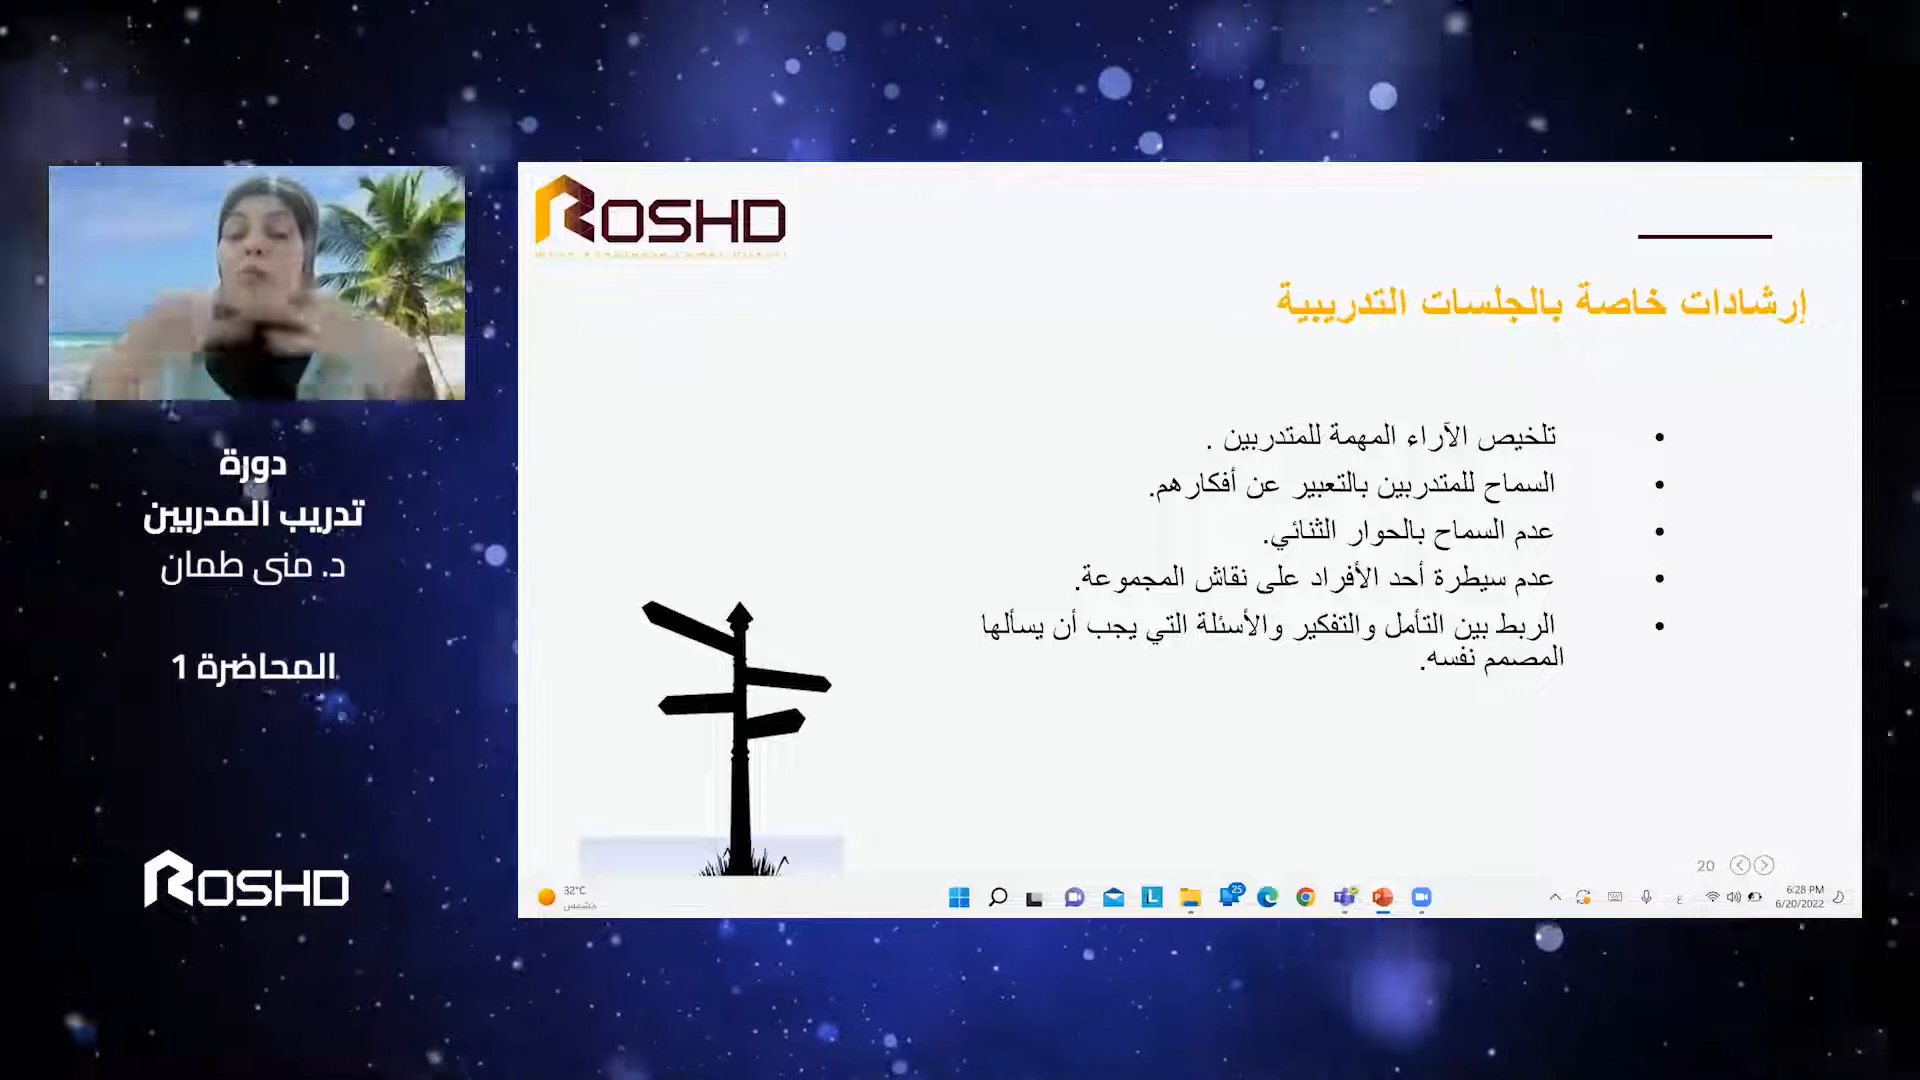 دورة
تدريب المدربين
د. منى طمان
المحاضرة 1
ROSHD
ROSHD
إرشادات خاصة بالجلسات التدريبية
• تلخيص الآراء المهمة للمتدربين .
• السماح للمتدربين بالتعبير عن أفكارهم.
• عدم السماح بالحوار الثنائي.
• عدم سيطرة أحد الأفراد على نقاش المجموعة.
• الربط بين التأمل والتفكير والأسئلة التي يجب أن يسألها
المصمم نفسه.
20
32°C
مشمس
25
ع
6:28 PM
6/20/2022